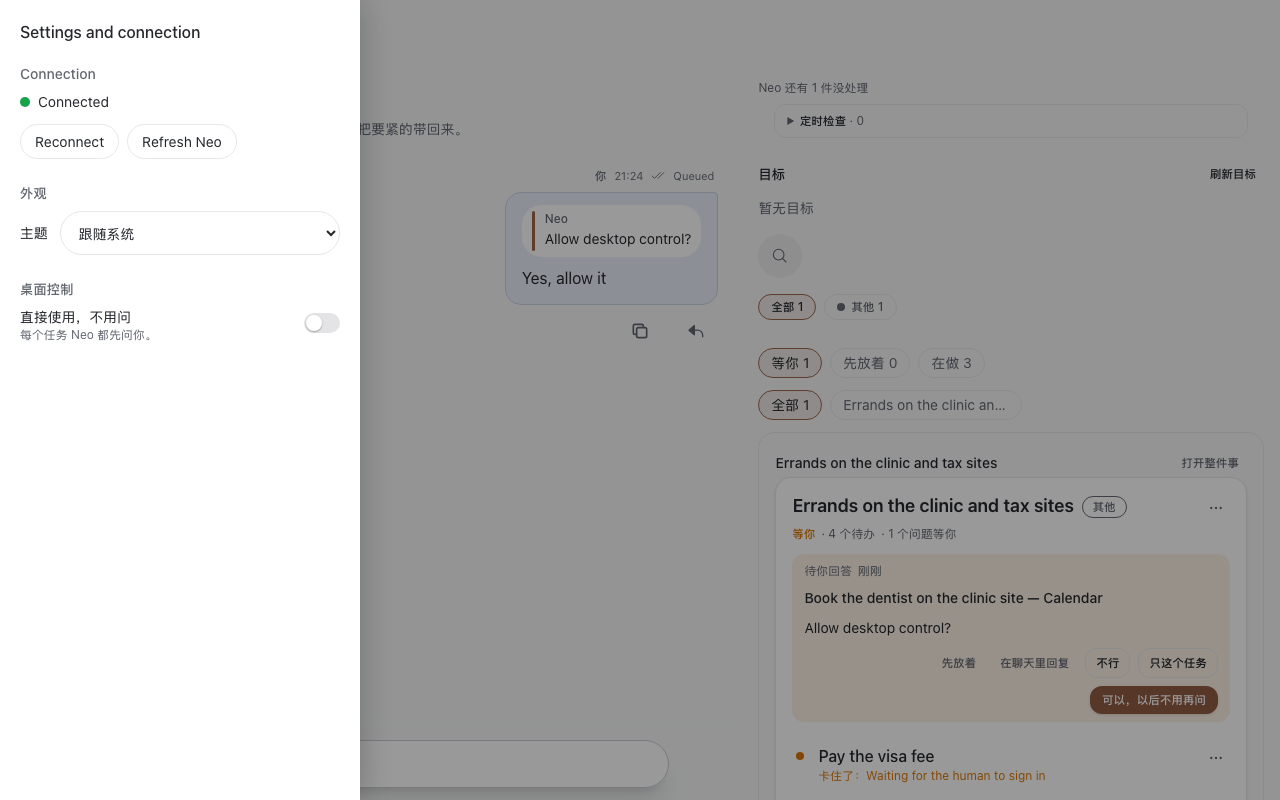 Settings and connection
Connection
Connected
Reconnect
Refresh Neo
外观
主题
跟随系统
桌面控制
直接使用，不用问
每个任务 Neo 都先问你。
把要紧的带回来。
你 21:24 Queued
Neo
Allow desktop control?
Yes, allow it
Neo 还有 1 件没处理
定时检查 · 0
目标
刷新目标
暂无目标
全部 1
其他 1
等你 1
先放着 0
在做 3
全部 1
Errands on the clinic an...
Errands on the clinic and tax sites
打开整件事
Errands on the clinic and tax sites
其他
等你 · 4 个待办 · 1 个问题等你
待你回答 刚刚
Book the dentist on the clinic site — Calendar
Allow desktop control?
先放着
在聊天里回复
不行
只这个任务
可以，以后不用再问
Pay the visa fee
卡住了：Waiting for the human to sign in